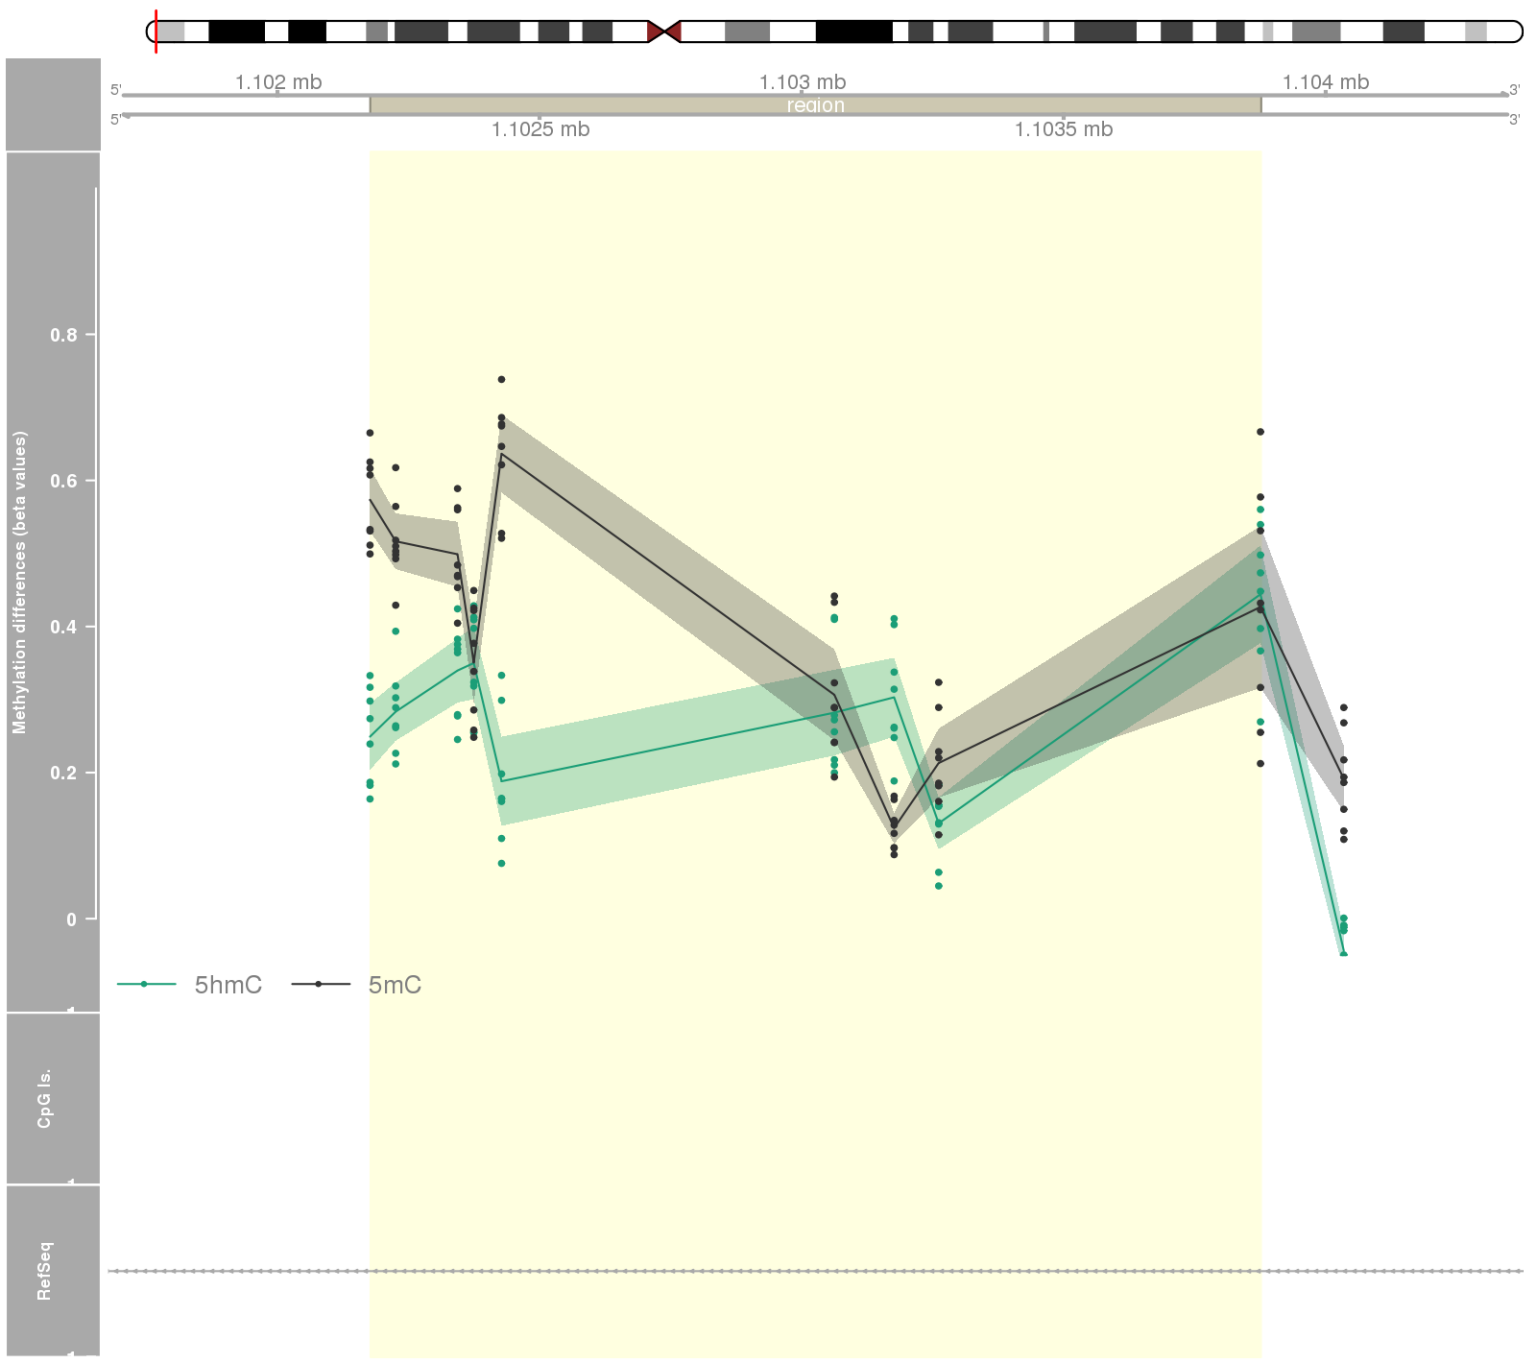 1.102 mb 1.103 mb 1.104 mb
5' 3'
region
5' 3'
1.1025 mb 1.1035 mb
Methylation differences (beta values)
0.8
0.6
0.4
0.2
0
5hmC 5mC
CpG Is.
RefSeq